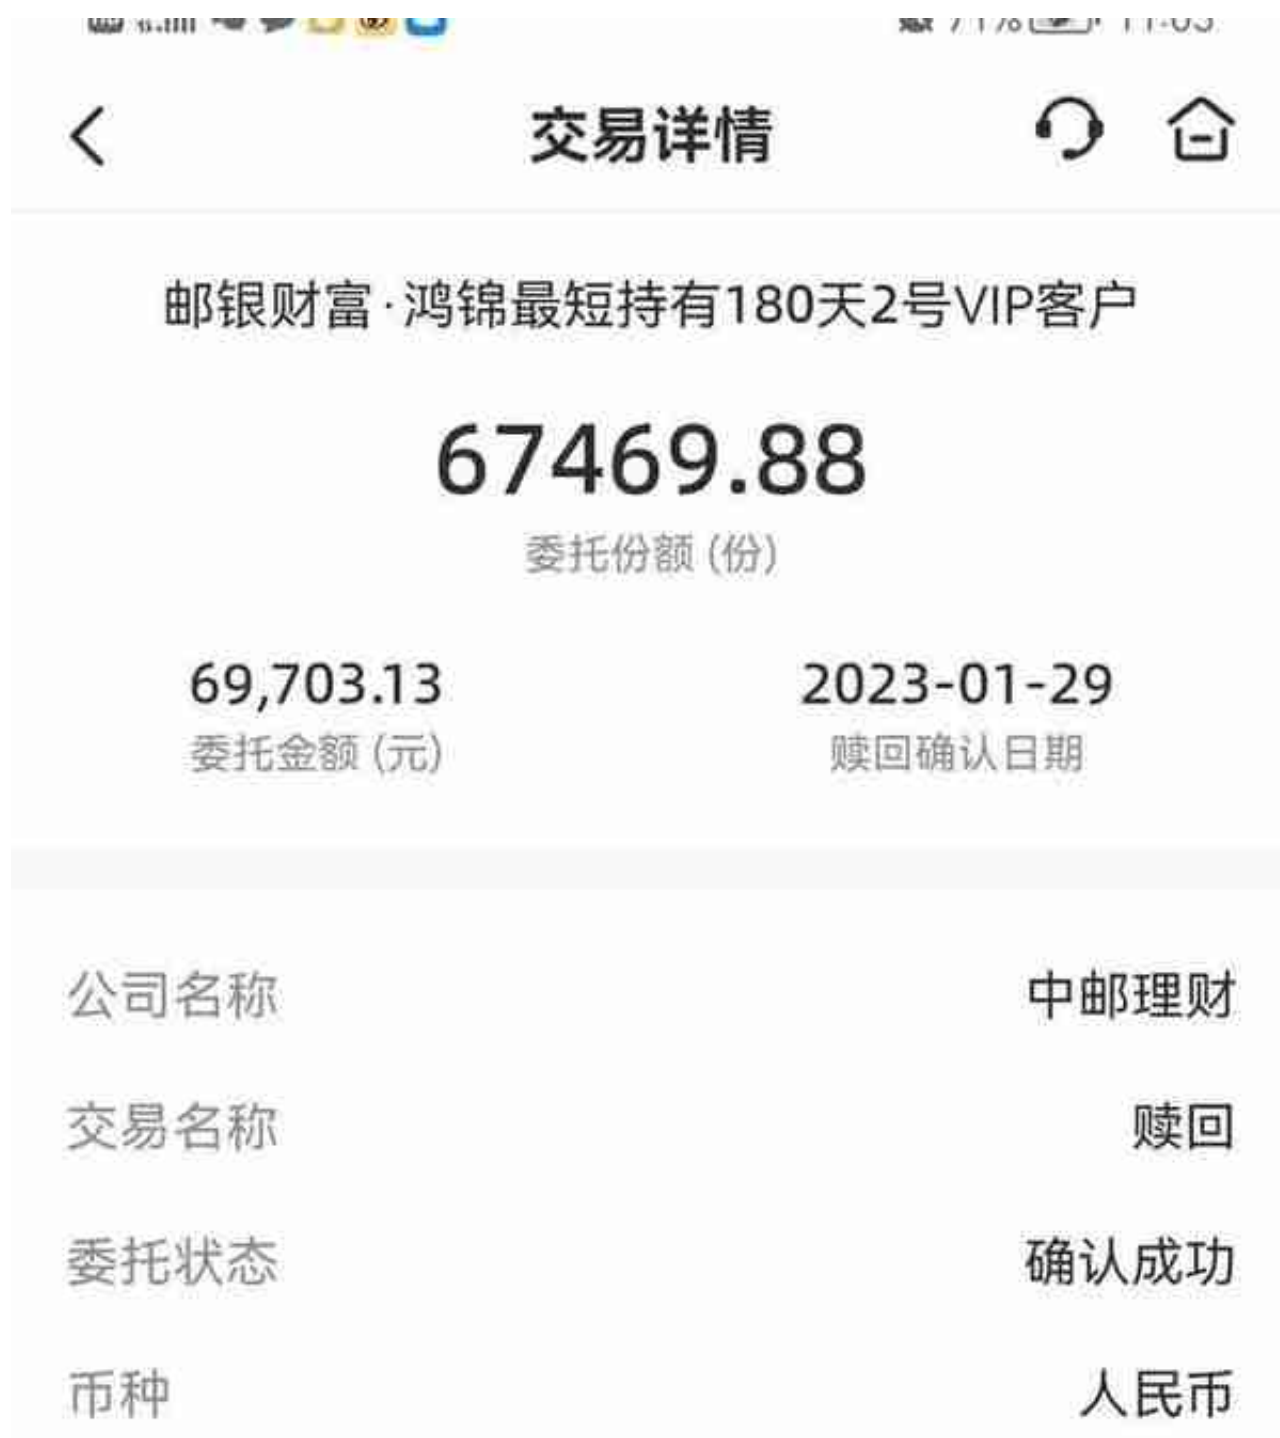 交易详情
邮银财富·鸿锦最短持有180天2号VIP客户
67469.88
委托份额 (份)
69,703.13 2023-01-29
委托金额 (元) 赎回确认日期
公司名称 中邮理财
交易名称 赎回
委托状态 确认成功
币种 人民币